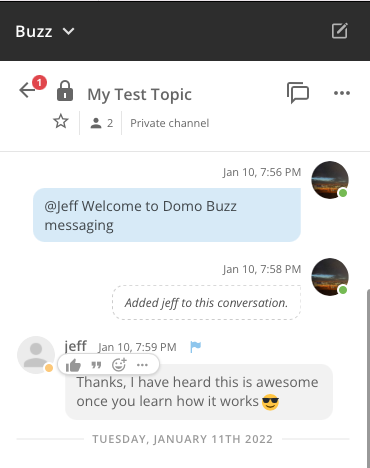 Buzz
1
My Test Topic
2
Private channel
Jan 10, 7:56 PM
@Jeff Welcome to Domo Buzz
messaging
Jan 10, 7:58 PM
Added jeff to this conversation.
jeff Jan 10, 7:59 PM
Thanks, I have heard this is awesome
once you learn how it works😎
TUESDAY, JANUARY 11TH 2022